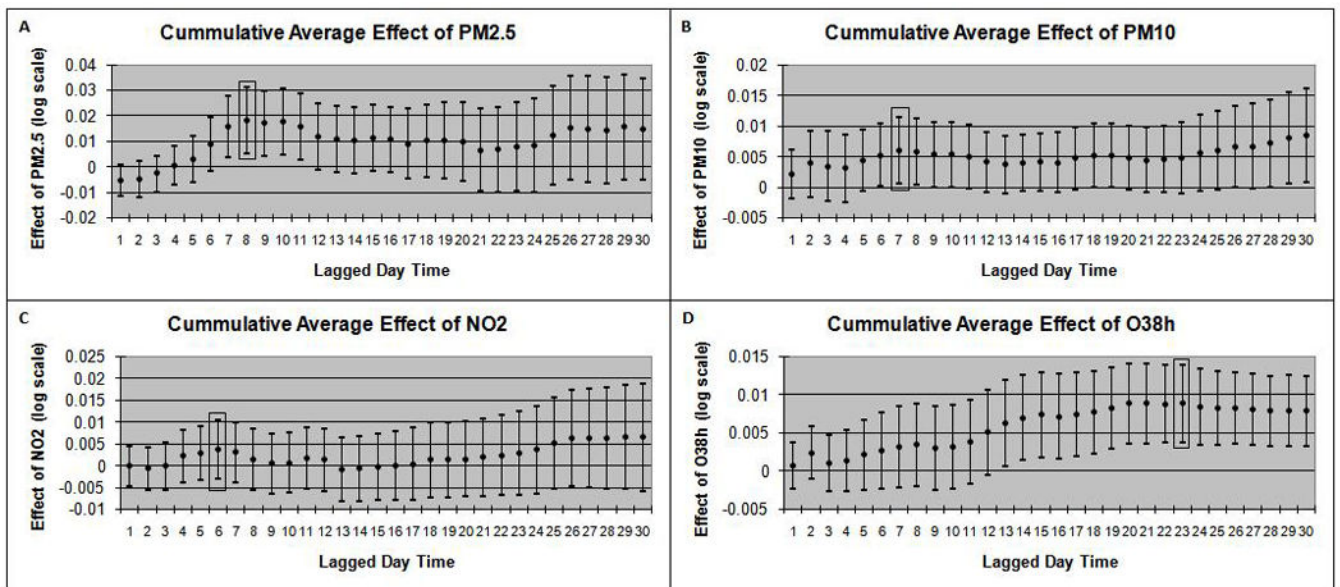 A
Cummulative Average Effect of PM2.5
Effect of PM2.5 (log scale)
0.04
0.03
0.02
0.01
0
-0.01
-0.02
1 2 3 4 5 6 7 8 9 10 11 12 13 14 15 16 17 18 19 20 21 22 23 24 25 26 27 28 29 30
Lagged Day Time
B
Cummulative Average Effect of PM10
Effect of PM10 (log scale)
0.02
0.015
0.01
0.005
0
-0.005
1 2 3 4 5 6 7 8 9 10 11 12 13 14 15 16 17 18 19 20 21 22 23 24 25 26 27 28 29 30
Lagged Day Time
C
Cummulative Average Effect of NO2
Effect of NO2 (log scale)
0.025
0.02
0.015
0.01
0.005
0
-0.005
-0.01
1 2 3 4 5 6 7 8 9 10 11 12 13 14 15 16 17 18 19 20 21 22 23 24 25 26 27 28 29 30
Lagged Day Time
D
Cummulative Average Effect of O38h
Effect of O38h (log scale)
0.015
0.01
0.005
0
-0.005
1 2 3 4 5 6 7 8 9 10 11 12 13 14 15 16 17 18 19 20 21 22 23 24 25 26 27 28 29 30
Lagged Day Time